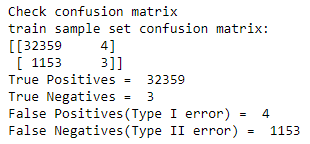 Check confusion matrix
train sample set confusion matrix:
[[32359     4]
 [ 1153     3]]
True Positives =  32359
True Negatives =  3
False Positives(Type I error) =  4
False Negatives(Type II error) =  1153